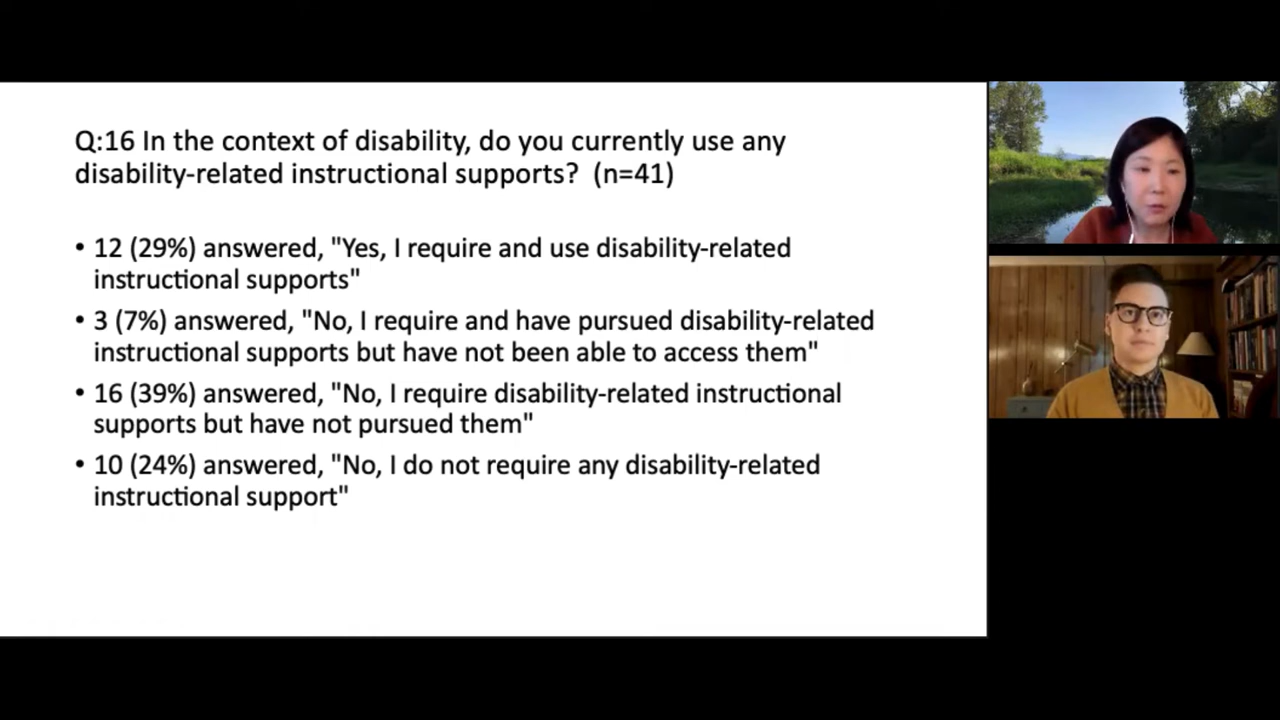 Q:16 In the context of disability, do you currently use any
disability-related instructional supports? (n=41)
• 12 (29%) answered, "Yes, I require and use disability-related
instructional supports"
• 3 (7%) answered, "No, I require and have pursued disability-related
instructional supports but have not been able to access them"
• 16 (39%) answered, "No, I require disability-related instructional
supports but have not pursued them"
• 10 (24%) answered, "No, I do not require any disability-related
instructional support"